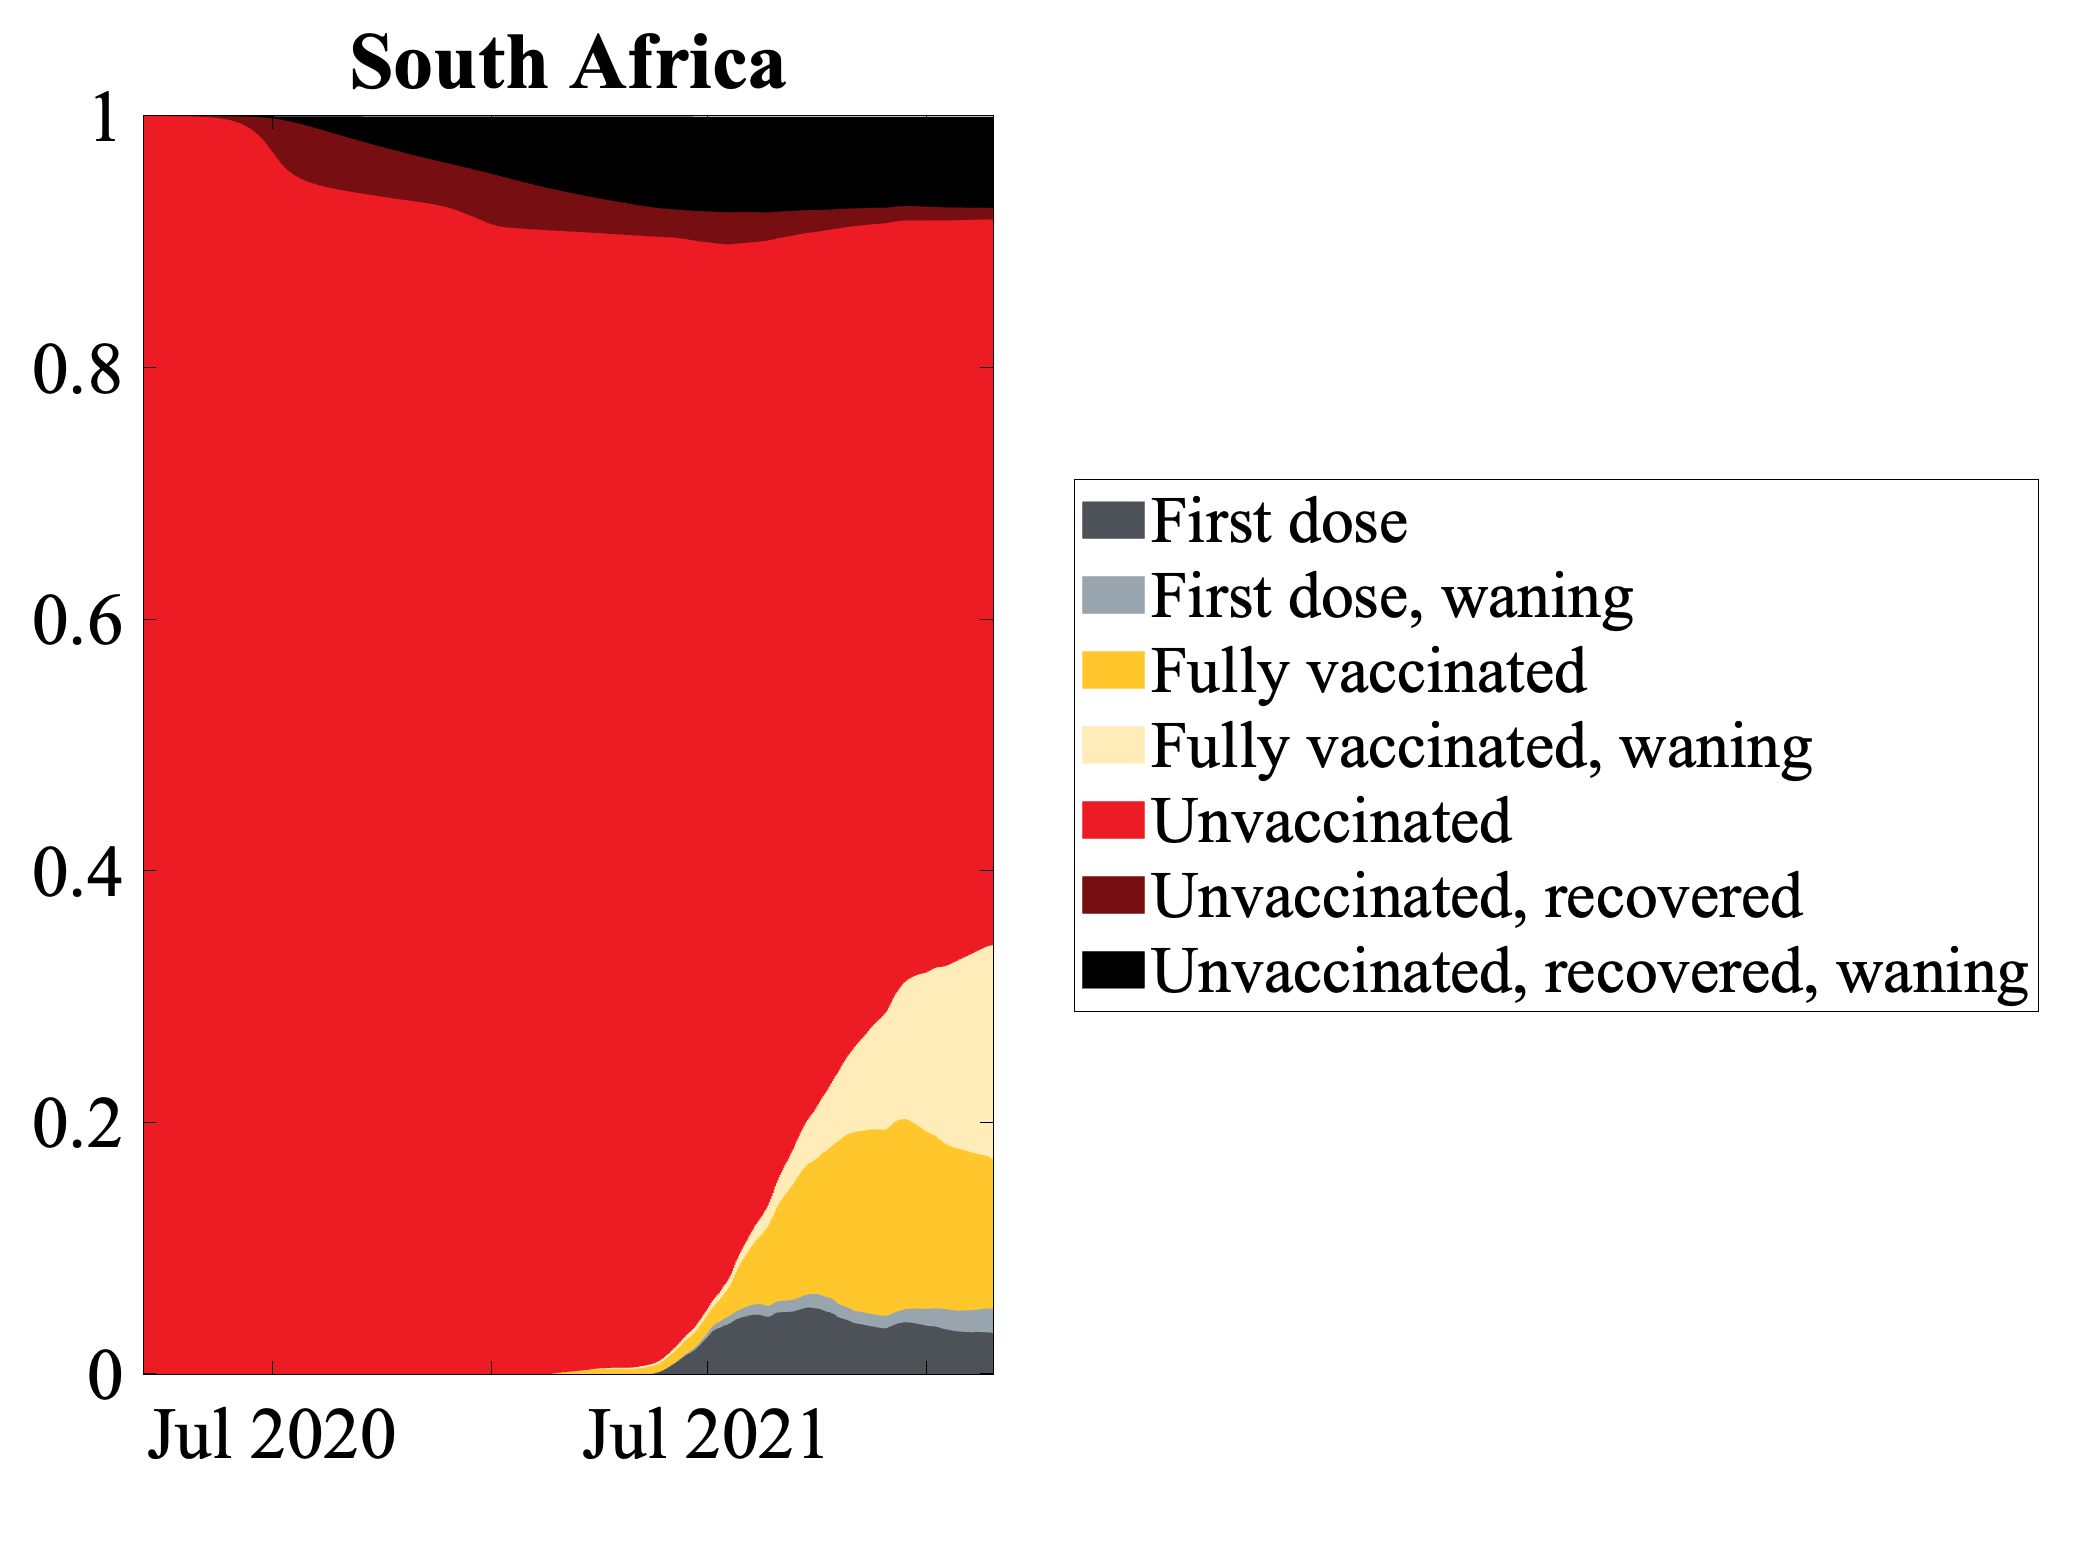 South Africa
1
0.8
0.6
0.4
0.2
0
Jul 2020 Jul 2021
First dose
First dose, waning
Fully vaccinated
Fully vaccinated, waning
Unvaccinated
Unvaccinated, recovered
Unvaccinated, recovered, waning